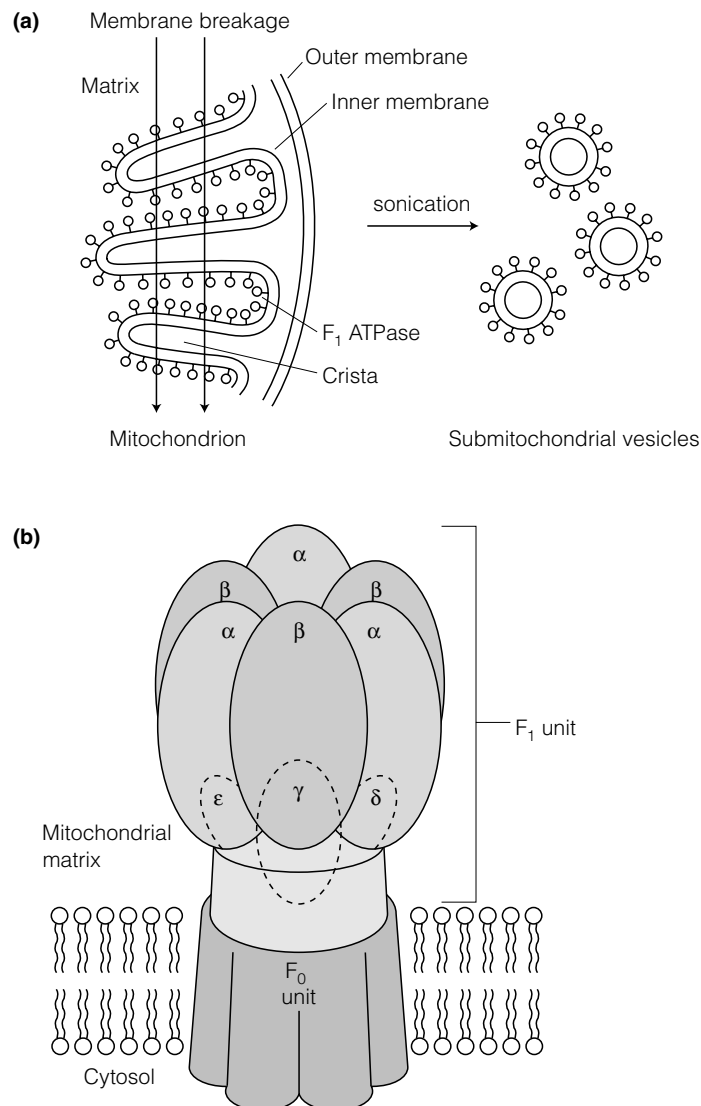 (a)
Membrane breakage
Matrix
Outer membrane
Inner membrane
sonication
F₁ ATPase
Crista
Mitochondrion
Submitochondrial vesicles
(b)
α
β
β
α
β
α
F₁ unit
ε
γ
δ
Mitochondrial
matrix
F₀
unit
Cytosol